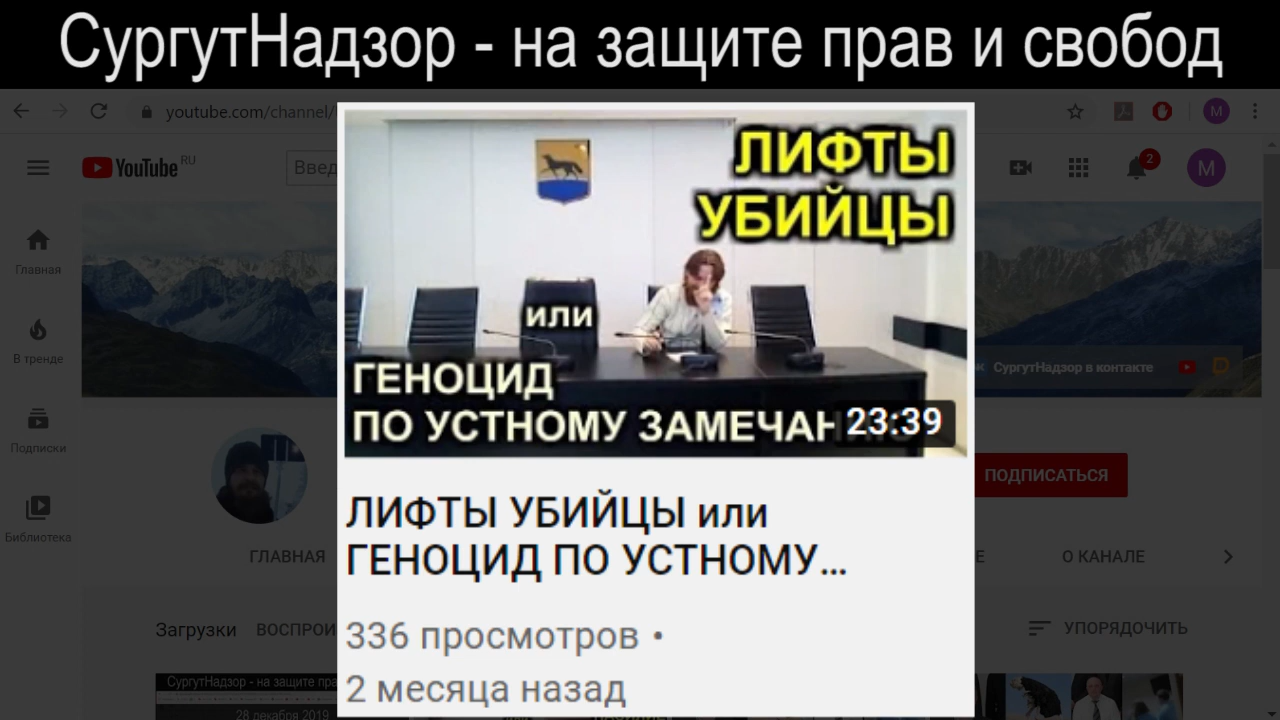 СургутНадзор - на защите прав и свобод
youtube.com/channel/
YouTube RU
Введ
2
M
M
Главная
В тренде
Подписки
Библиотека
ЛИФТЫ
УБИЙЦЫ
или
ГЕНОЦИД
ПО УСТНОМУ ЗАМЕЧАН
23:39
СургутНадзор в контакте
ПОДПИСАТЬСЯ
ЛИФТЫ УБИЙЦЫ или
ГЕНОЦИД ПО УСТНОМУ...
ГЛАВНАЯ
Е
О КАНАЛЕ
336 просмотров •
2 месяца назад
Загрузки
ВОСПРОИ
УПОРЯДОЧИТЬ
СургутНадзор - на защите пра
28 декабря 2019